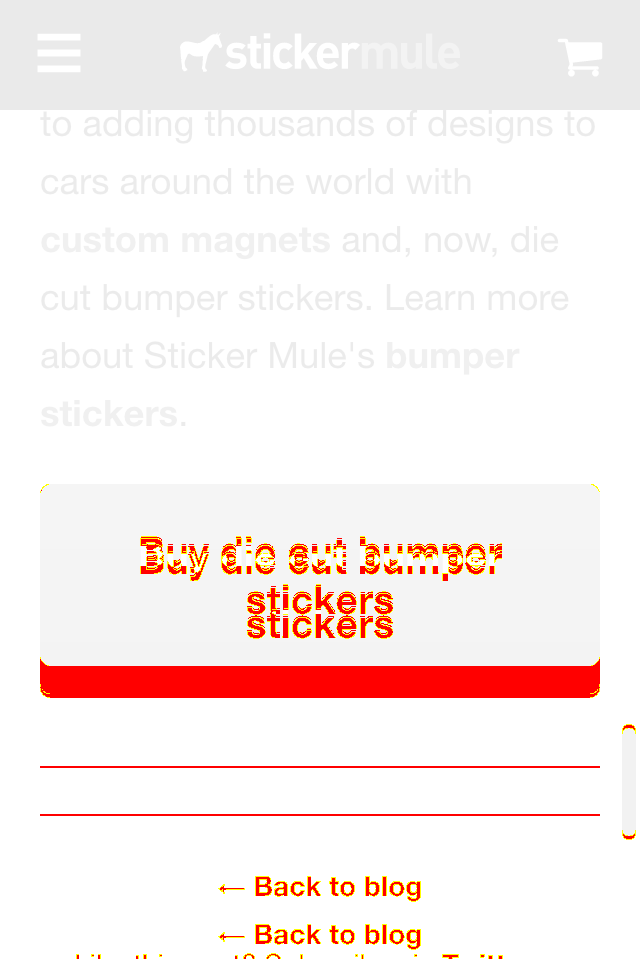 stickermule
to adding thousands of designs to
cars around the world with
custom magnets and, now, die
cut bumper stickers. Learn more
about Sticker Mule's bumper
stickers.
Buy die cut bumper
stickers
stickers
← Back to blog
← Back to blog